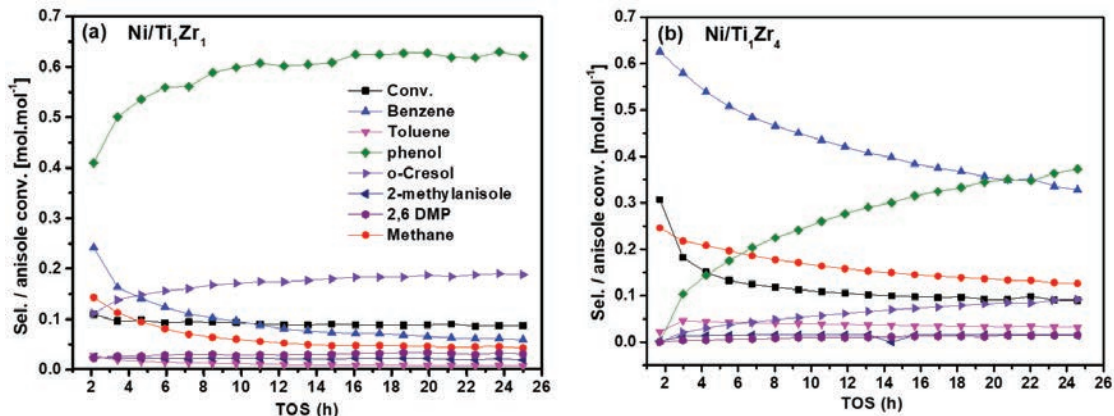 (a) Ni/Ti₁Zr₁
Sel. / anisole conv. [mol.mol⁻¹]
0.7
0.6
0.5
0.4
0.3
0.2
0.1
0.0
Conv.
Benzene
Toluene
phenol
o-Cresol
2-methylanisole
2,6 DMP
Methane
0 2 4 6 8 10 12 14 16 18 20 22 24 26
TOS (h)
(b) Ni/Ti₁Zr₄
Sel. / anisole conv. [mol.mol⁻¹]
0.7
0.6
0.5
0.4
0.3
0.2
0.1
0.0
2 4 6 8 10 12 14 16 18 20 22 24 26
TOS (h)